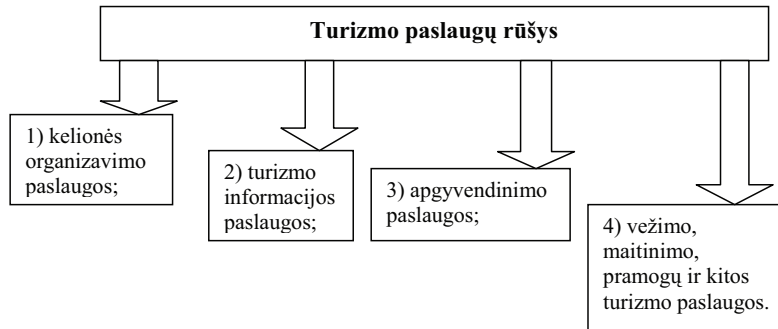 Turizmo paslaugų rūšys
1) kelionės
organizavimo
paslaugos;
2) turizmo
informacijos
paslaugos;
3) apgyvendinimo
paslaugos;
4) vežimo,
maitinimo,
pramogų ir kitos
turizmo paslaugos.